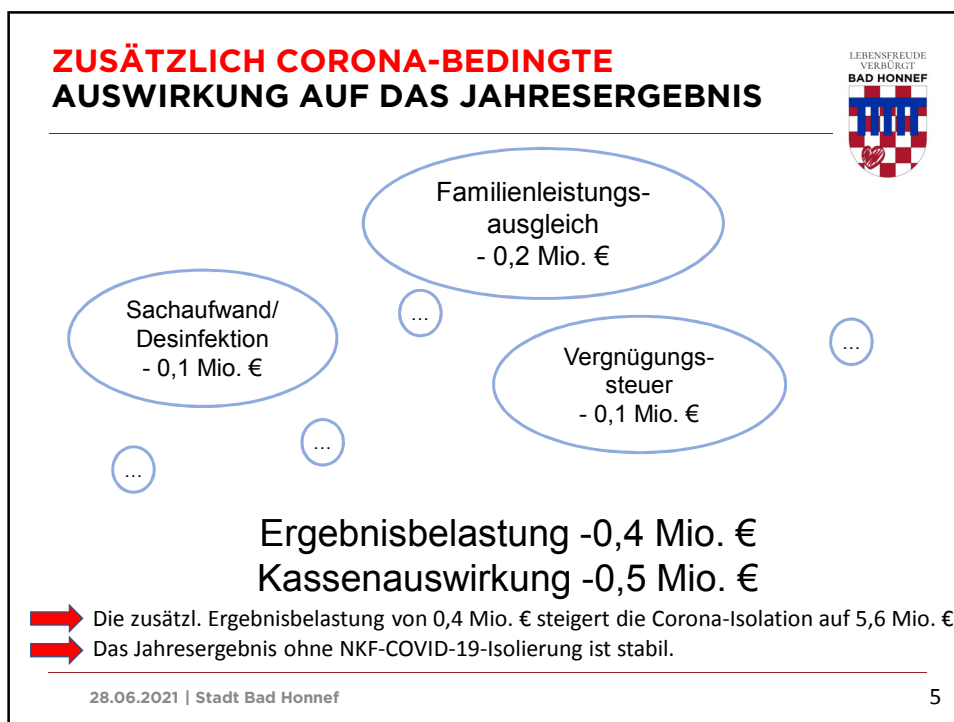 ZUSÄTZLICH CORONA-BEDINGTE
AUSWIRKUNG AUF DAS JAHRESERGEBNIS
LEBENSFREUDE
VERBÜRGT
BAD HONNEF
Familienleistungs-
ausgleich
- 0,2 Mio. €
Sachaufwand/
Desinfektion
- 0,1 Mio. €
...
Vergnügungs-
steuer
- 0,1 Mio. €
...
...
...
Ergebnisbelastung -0,4 Mio. €
Kassenauswirkung -0,5 Mio. €
Die zusätzl. Ergebnisbelastung von 0,4 Mio. € steigert die Corona-Isolation auf 5,6 Mio. €
Das Jahresergebnis ohne NKF-COVID-19-Isolierung ist stabil.
28.06.2021 | Stadt Bad Honnef
5